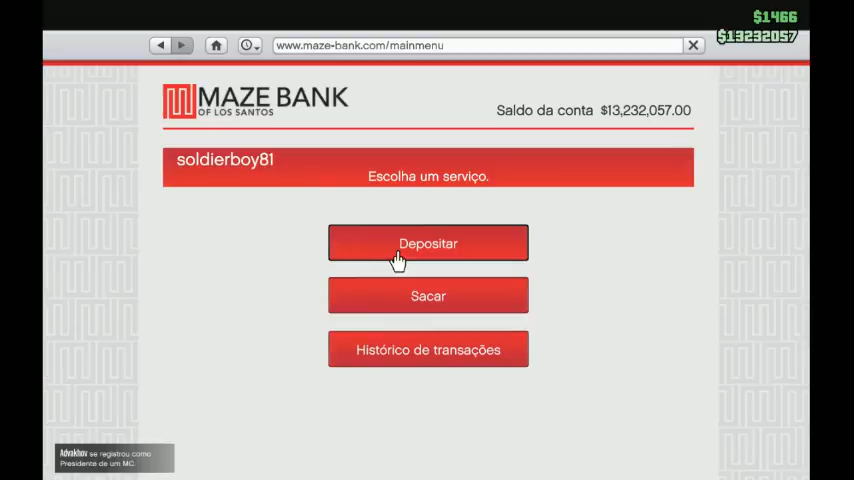 $1466
$13232057
www.maze-bank.com/mainmenu
MAZE BANK
OF LOS SANTOS
Saldo da conta $13,232,057.00
soldierboy81
Escolha um serviço.
Depositar
Sacar
Histórico de transações
Advakhov se registrou como
Presidente de um MC.